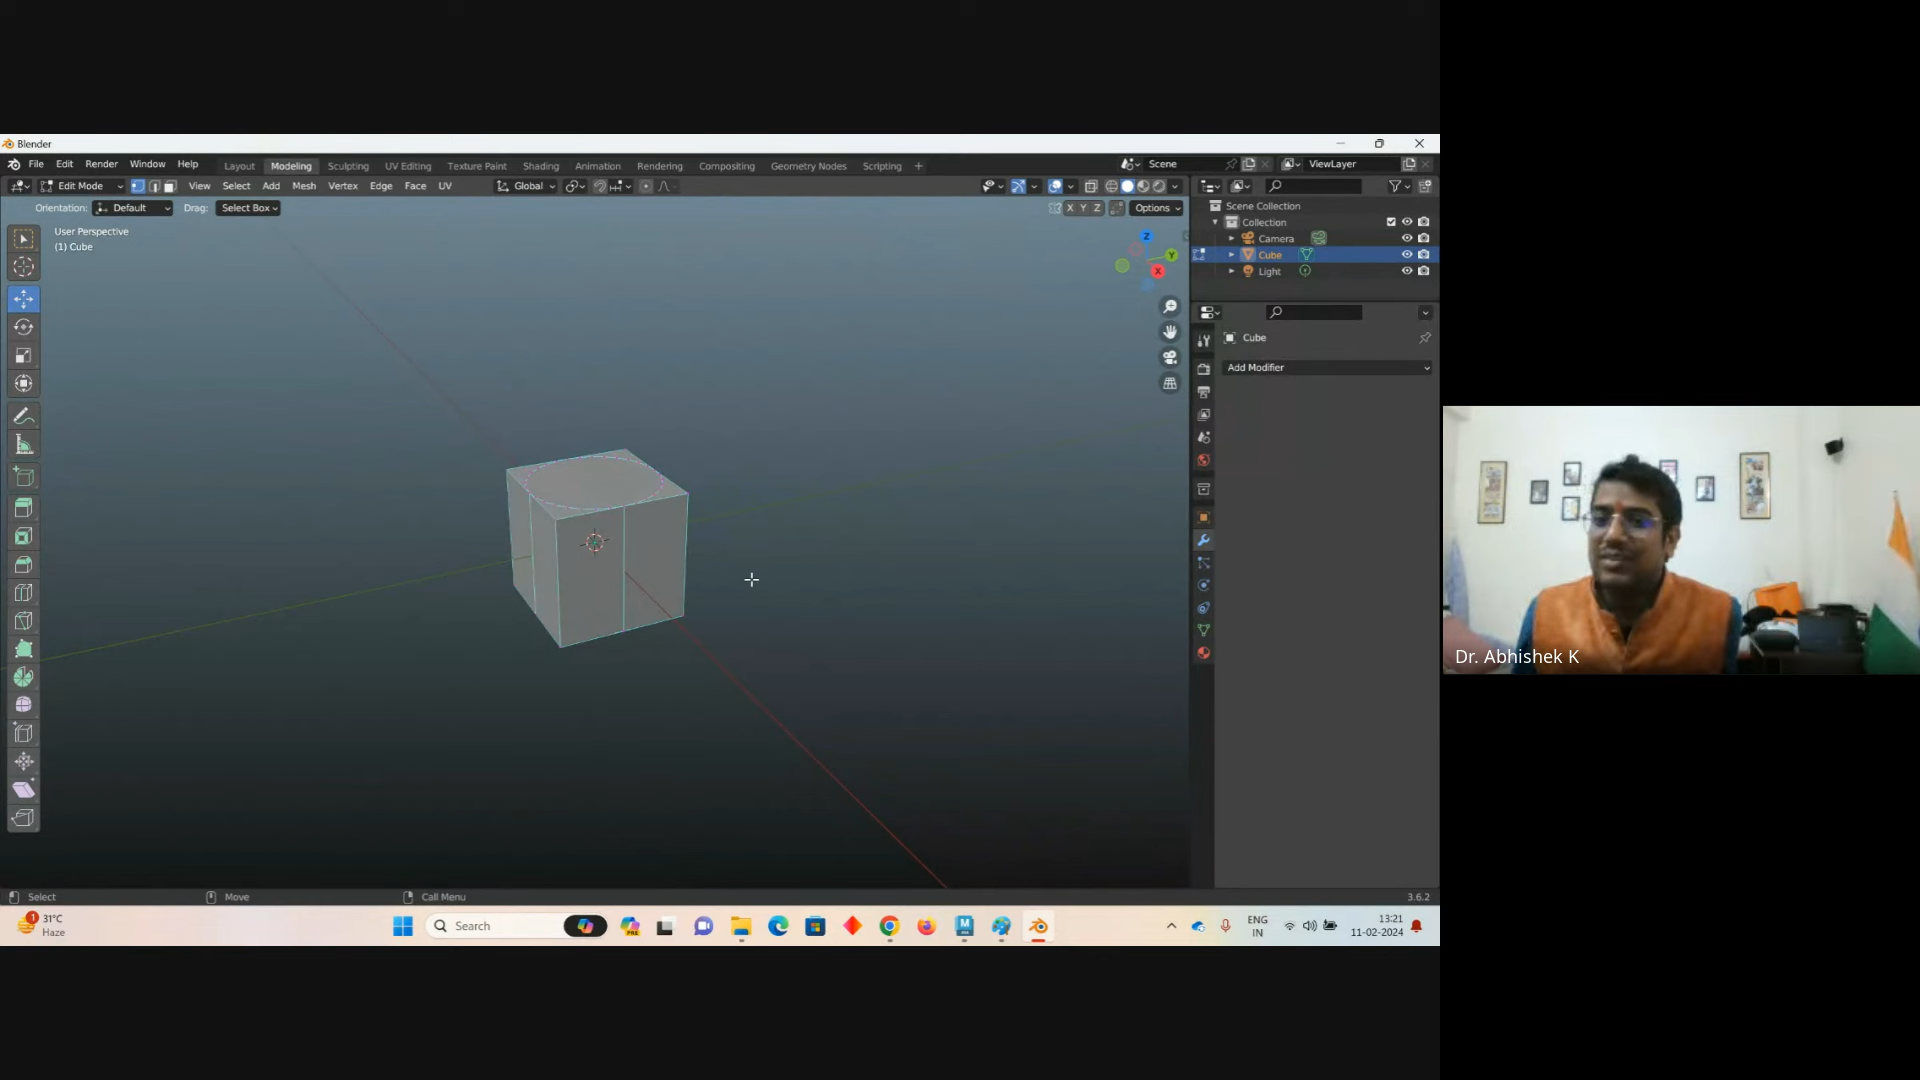 Blender
File Edit Render Window Help Layout Modeling Sculpting UV Editing Texture Paint Shading Animation Rendering Compositing Geometry Nodes Scripting + Scene ViewLayer
Edit Mode View Select Add Mesh Vertex Edge Face UV Global
Orientation: Default Drag: Select Box X Y Z Options
User Perspective
(1) Cube
Z
Y
X
Scene Collection
Collection
Camera
Cube
Light
Cube
Add Modifier
Dr. Abhishek K
Select Move Call Menu 3.6.2
1 31°C
Haze
Search
PRE
M
ENG
IN
13:21
11-02-2024